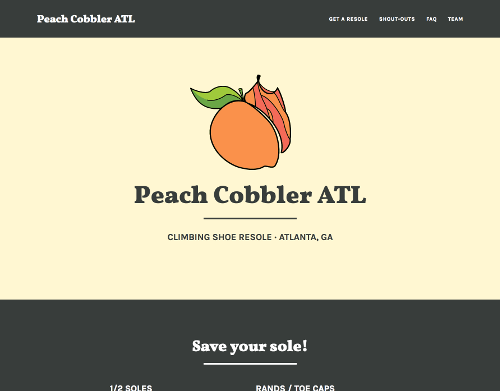 Peach Cobbler ATL
GET A RESOLE SHOUT-OUTS FAQ TEAM
Peach Cobbler ATL
CLIMBING SHOE RESOLE · ATLANTA, GA
Save your sole!
1/2 SOLES RANDS / TOE CAPS